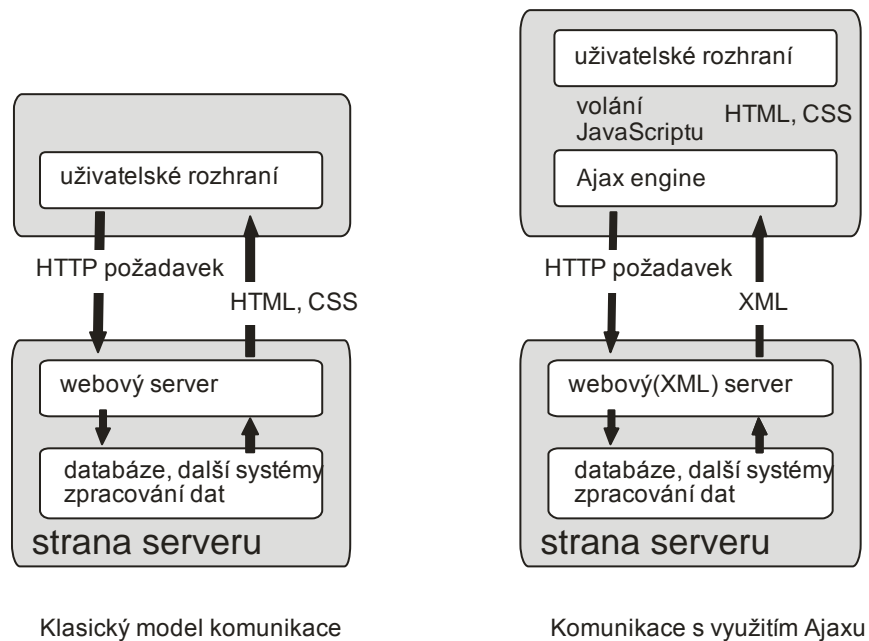 uživatelské rozhraní
HTTP požadavek
HTML, CSS
webový server
databáze, další systémy
zpracování dat
strana serveru
Klasický model komunikace
uživatelské rozhraní
volání
JavaScriptu
HTML, CSS
Ajax engine
HTTP požadavek
XML
webový(XML) server
databáze, další systémy
zpracování dat
strana serveru
Komunikace s využitím Ajaxu